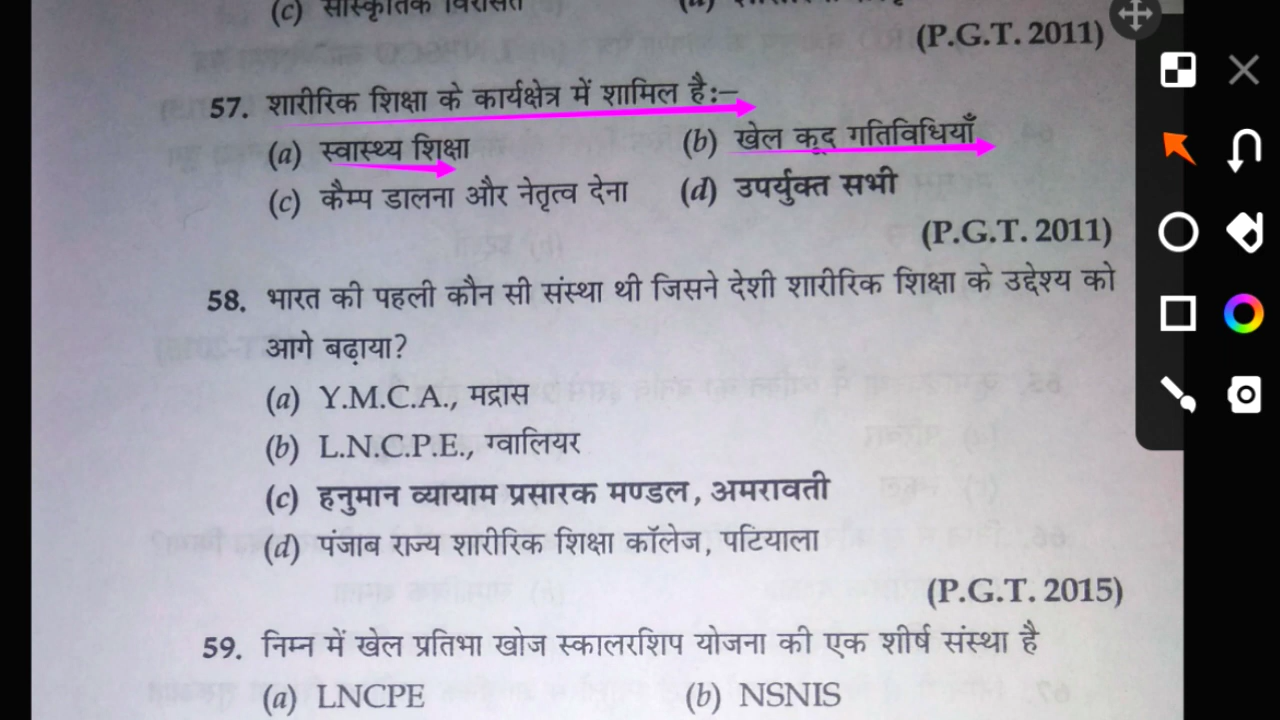 (c) सांस्कृतिक विरासत
(P.G.T. 2011)
57. शारीरिक शिक्षा के कार्यक्षेत्र में शामिल है:–
(a) स्वास्थ्य शिक्षा (b) खेल कूद गतिविधियाँ
(c) कैम्प डालना और नेतृत्व देना (d) उपर्युक्त सभी
(P.G.T. 2011)
58. भारत की पहली कौन सी संस्था थी जिसने देशी शारीरिक शिक्षा के उद्देश्य को
आगे बढ़ाया?
(a) Y.M.C.A., मद्रास
(b) L.N.C.P.E., ग्वालियर
(c) हनुमान व्यायाम प्रसारक मण्डल, अमरावती
(d) पंजाब राज्य शारीरिक शिक्षा कॉलेज, पटियाला
(P.G.T. 2015)
59. निम्न में खेल प्रतिभा खोज स्कालरशिप योजना की एक शीर्ष संस्था है
(a) LNCPE (b) NSNIS